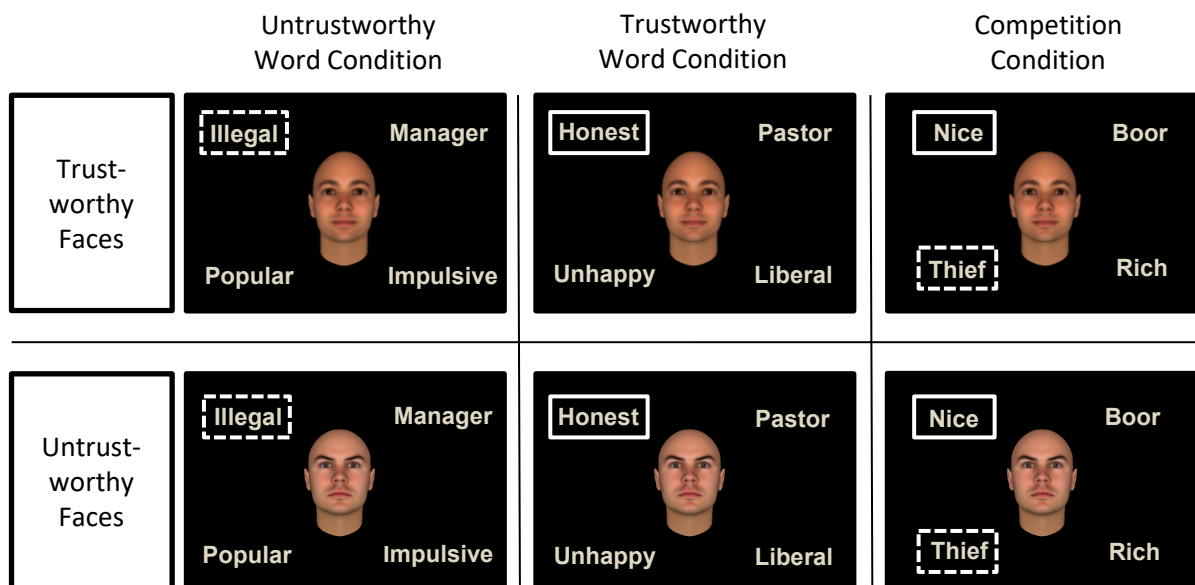 Untrustworthy
Word Condition
Trustworthy
Word Condition
Competition
Condition
Trust-
worthy
Faces
Illegal
Manager
Popular
Impulsive
Honest
Pastor
Unhappy
Liberal
Nice
Boor
Thief
Rich
Untrust-
worthy
Faces
Illegal
Manager
Popular
Impulsive
Honest
Pastor
Unhappy
Liberal
Nice
Boor
Thief
Rich